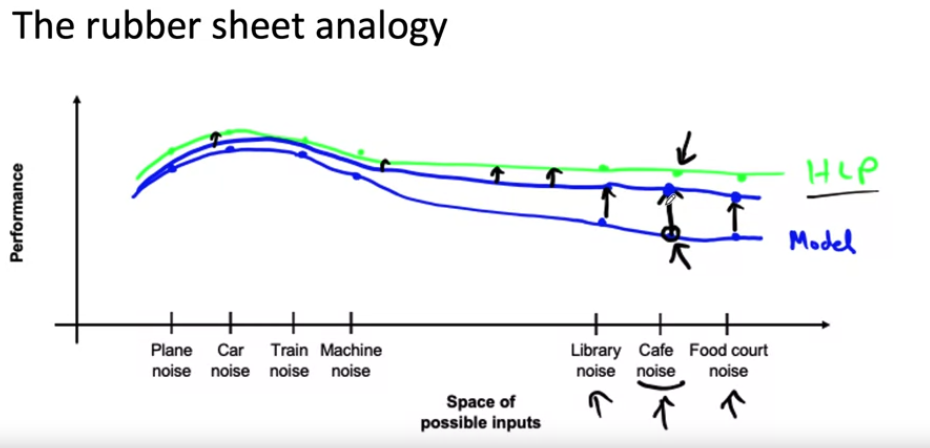 The rubber sheet analogy
Performance
HLP
Model
Plane noise
Car noise
Train noise
Machine noise
Library noise
Cafe noise
Food court noise
Space of
possible inputs